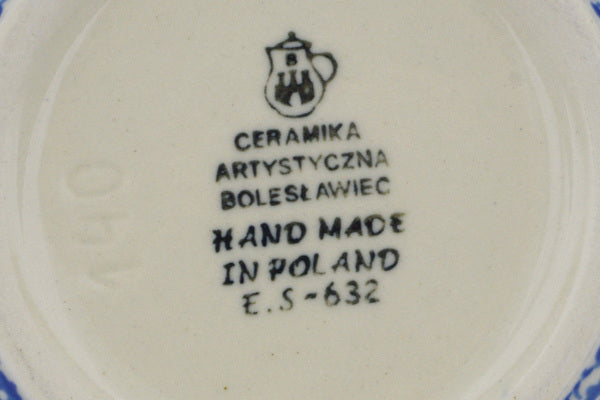 B
CERAMIKA
ARTYSTYCZNA
BOLESŁAWIEC
HAND MADE
IN POLAND
E.S-632